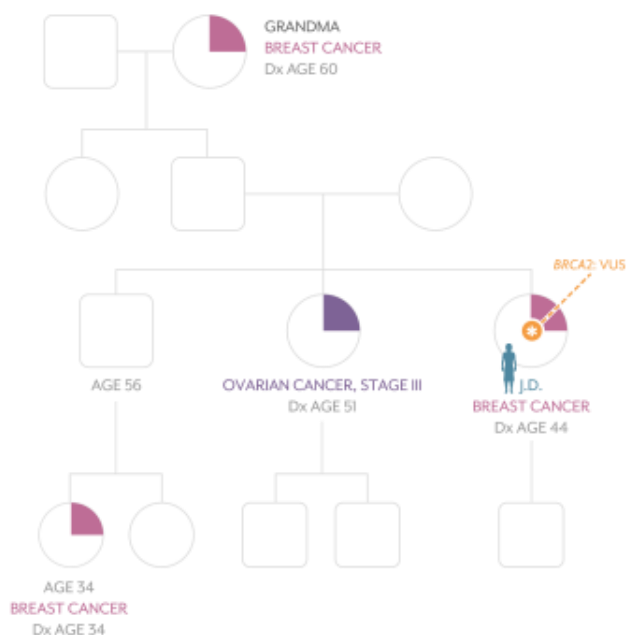 GRANDMA
BREAST CANCER
Dx AGE 60
BRCA2: VUS
AGE 56
OVARIAN CANCER, STAGE III
Dx AGE 51
J.D.
BREAST CANCER
Dx AGE 44
AGE 34
BREAST CANCER
Dx AGE 34